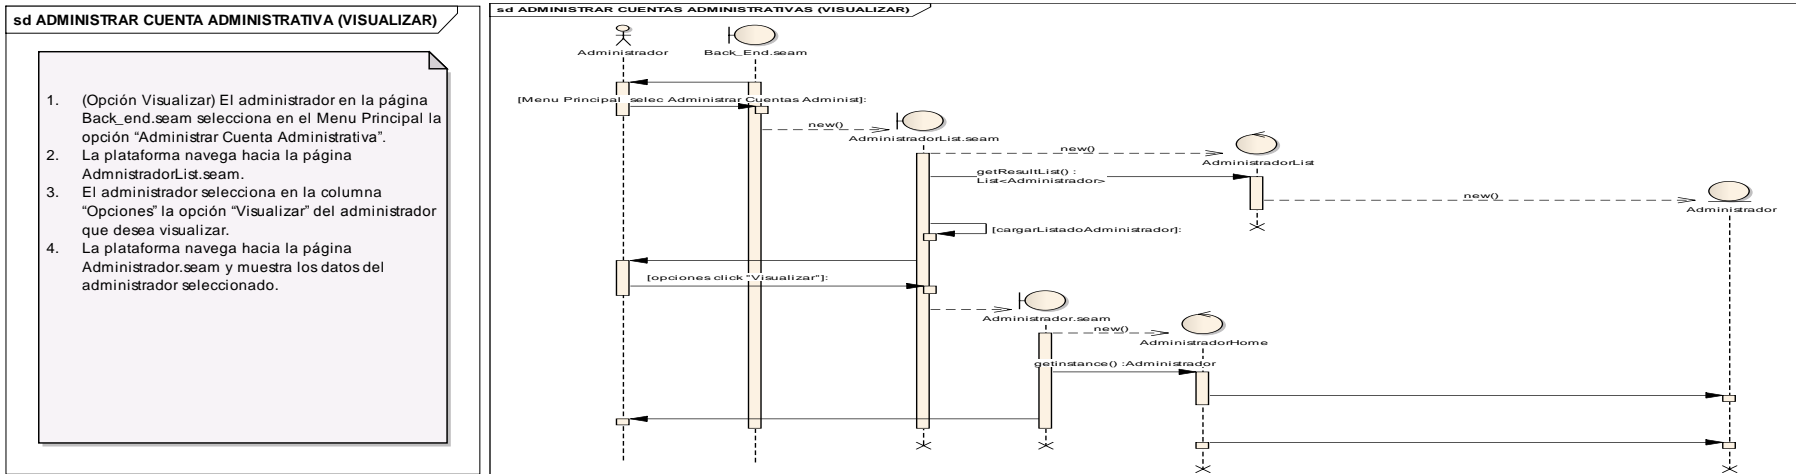 sd ADMINISTRAR CUENTA ADMINISTRATIVA (VISUALIZAR)
1. (Opción Visualizar) El administrador en la página
Back_end.seam selecciona en el Menu Principal la
opción “Administrar Cuenta Administrativa”.
2. La plataforma navega hacia la página
AdmnistradorList.seam.
3. El administrador selecciona en la columna
“Opciones” la opción “Visualizar” del administrador
que desea visualizar.
4. La plataforma navega hacia la página
Administrador.seam y muestra los datos del
administrador seleccionado.
sd ADMINISTRAR CUENTAS ADMINISTRATIVAS (VISUALIZAR)
Administrador
Back_End.seam
[Menu Principal selec Administrar Cuentas Administ]:
new()
AdministradorList.seam
new()
AdministradorList
getResultList() :
List<Administrador>
new()
Administrador
[cargarListadoAdministrador]:
[opciones click "Visualizar"]:
Administrador.seam
new()
AdministradorHome
getinstance() :Administrador